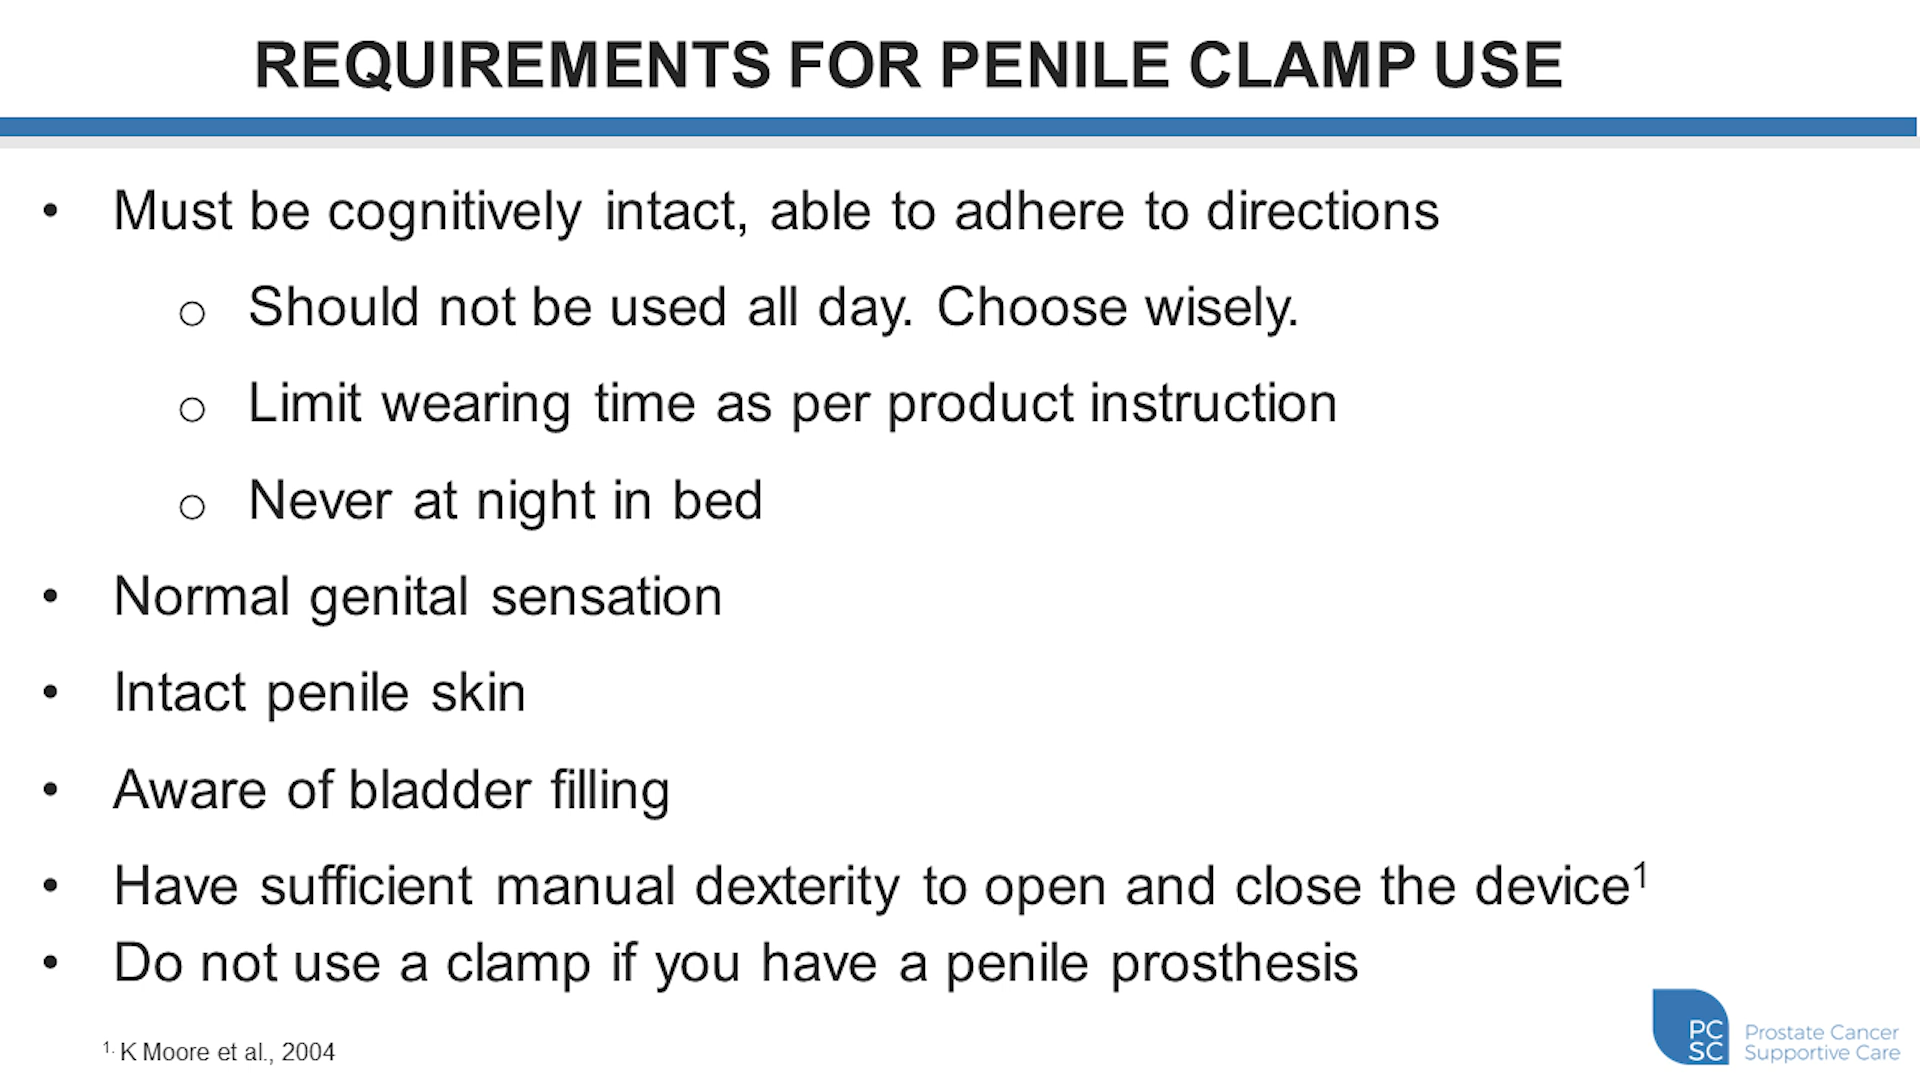 REQUIREMENTS FOR PENILE CLAMP USE
• Must be cognitively intact, able to adhere to directions
o Should not be used all day. Choose wisely.
o Limit wearing time as per product instruction
o Never at night in bed
• Normal genital sensation
• Intact penile skin
• Aware of bladder filling
• Have sufficient manual dexterity to open and close the device¹
• Do not use a clamp if you have a penile prosthesis
1. K Moore et al., 2004
PC
SC
Prostate Cancer
Supportive Care